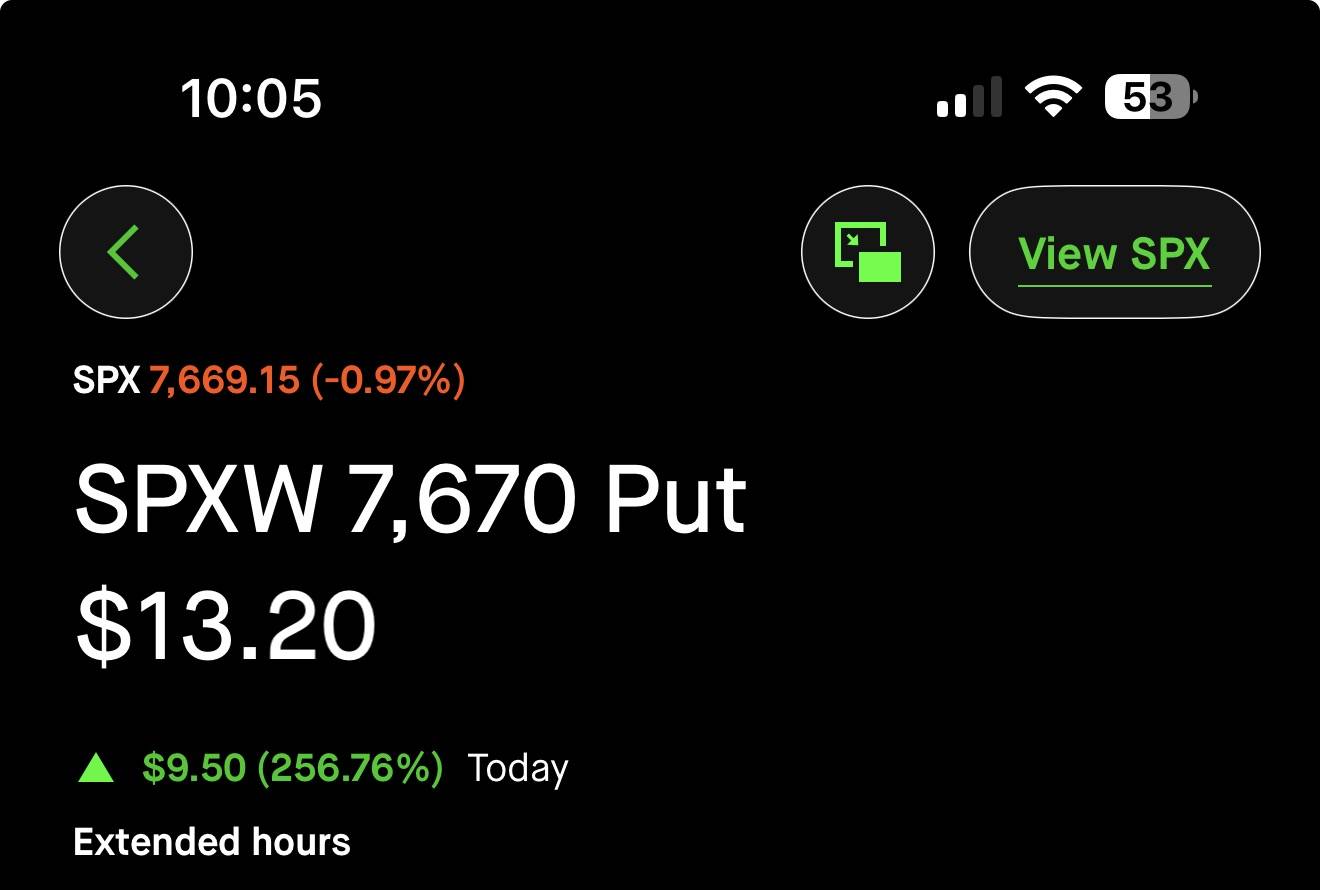 10:05
53
View SPX
SPX 7,669.15 (-0.97%)
SPXW 7,670 Put
$13.20
▲ $9.50 (256.76%) Today
Extended hours